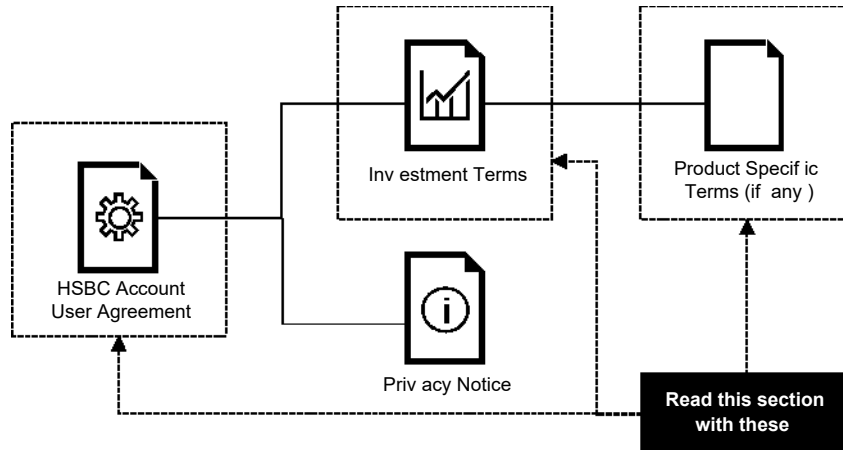 Inv estment Terms
Product Specif ic
Terms (if any )
HSBC Account
User Agreement
i
Priv acy Notice
Read this section
with these